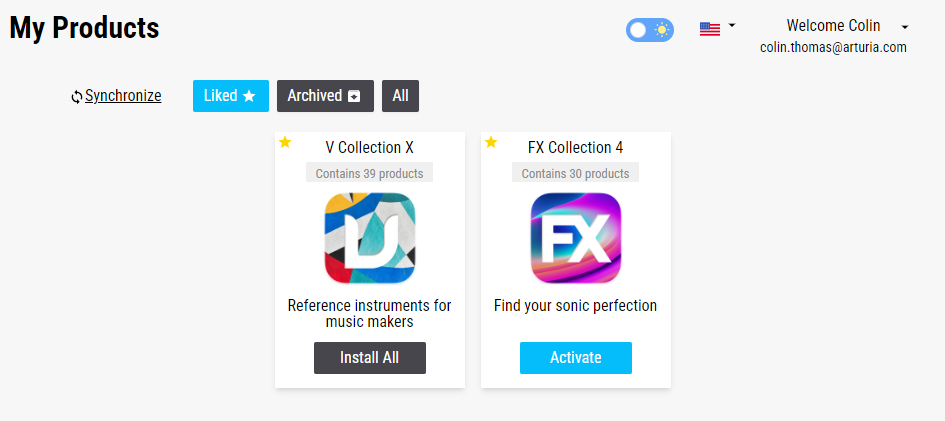 My Products
Welcome Colin
colin.thomas@arturia.com
Synchronize
Liked
Archived
All
V Collection X
Contains 39 products
Reference instruments for
music makers
Install All
FX Collection 4
Contains 30 products
FX
Find your sonic perfection
Activate